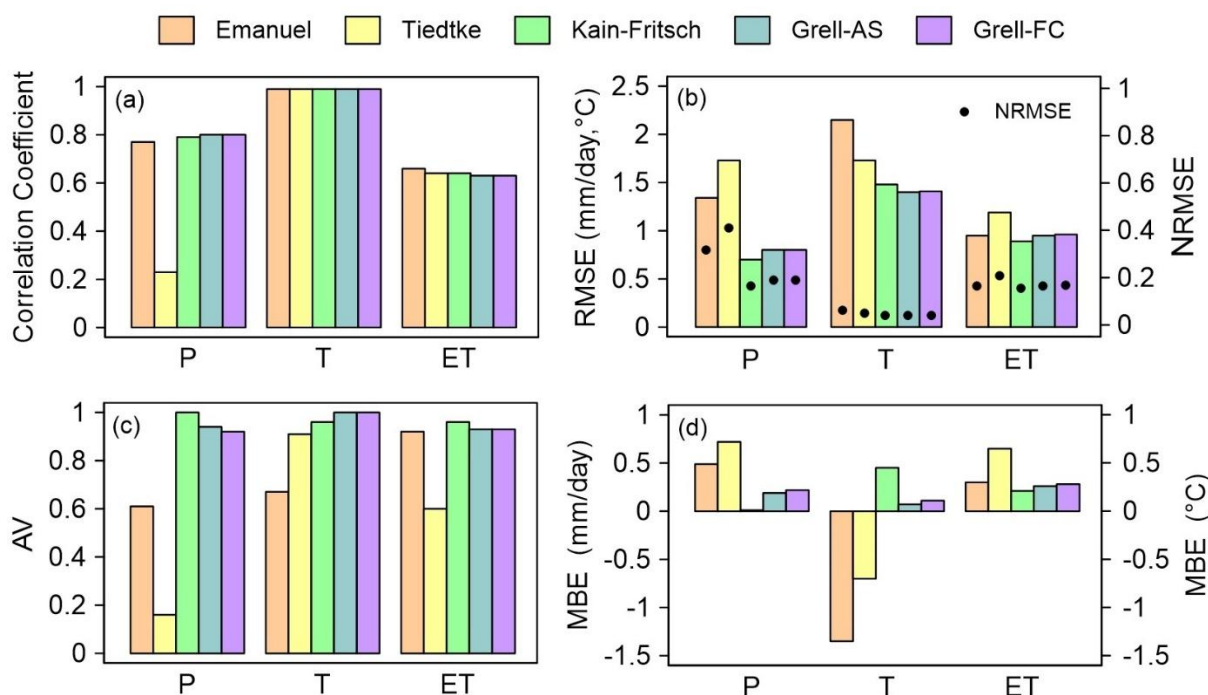 Emanuel Tiedtke Kain-Fritsch Grell-AS Grell-FC
(a)
Correlation Coefficient
1
0.8
0.6
0.4
0.2
0
P T ET
(b)
NRMSE
RMSE (mm/day,°C)
2.5
2
1.5
1
0.5
0
P T ET
1
0.8
0.6
0.4
0.2
0
NRMSE
(c)
AV
1
0.8
0.6
0.4
0.2
0
P T ET
(d)
MBE (mm/day)
1
0.5
0
-0.5
-1
-1.5
P T ET
1
0.5
0
-0.5
-1
-1.5
MBE (°C)